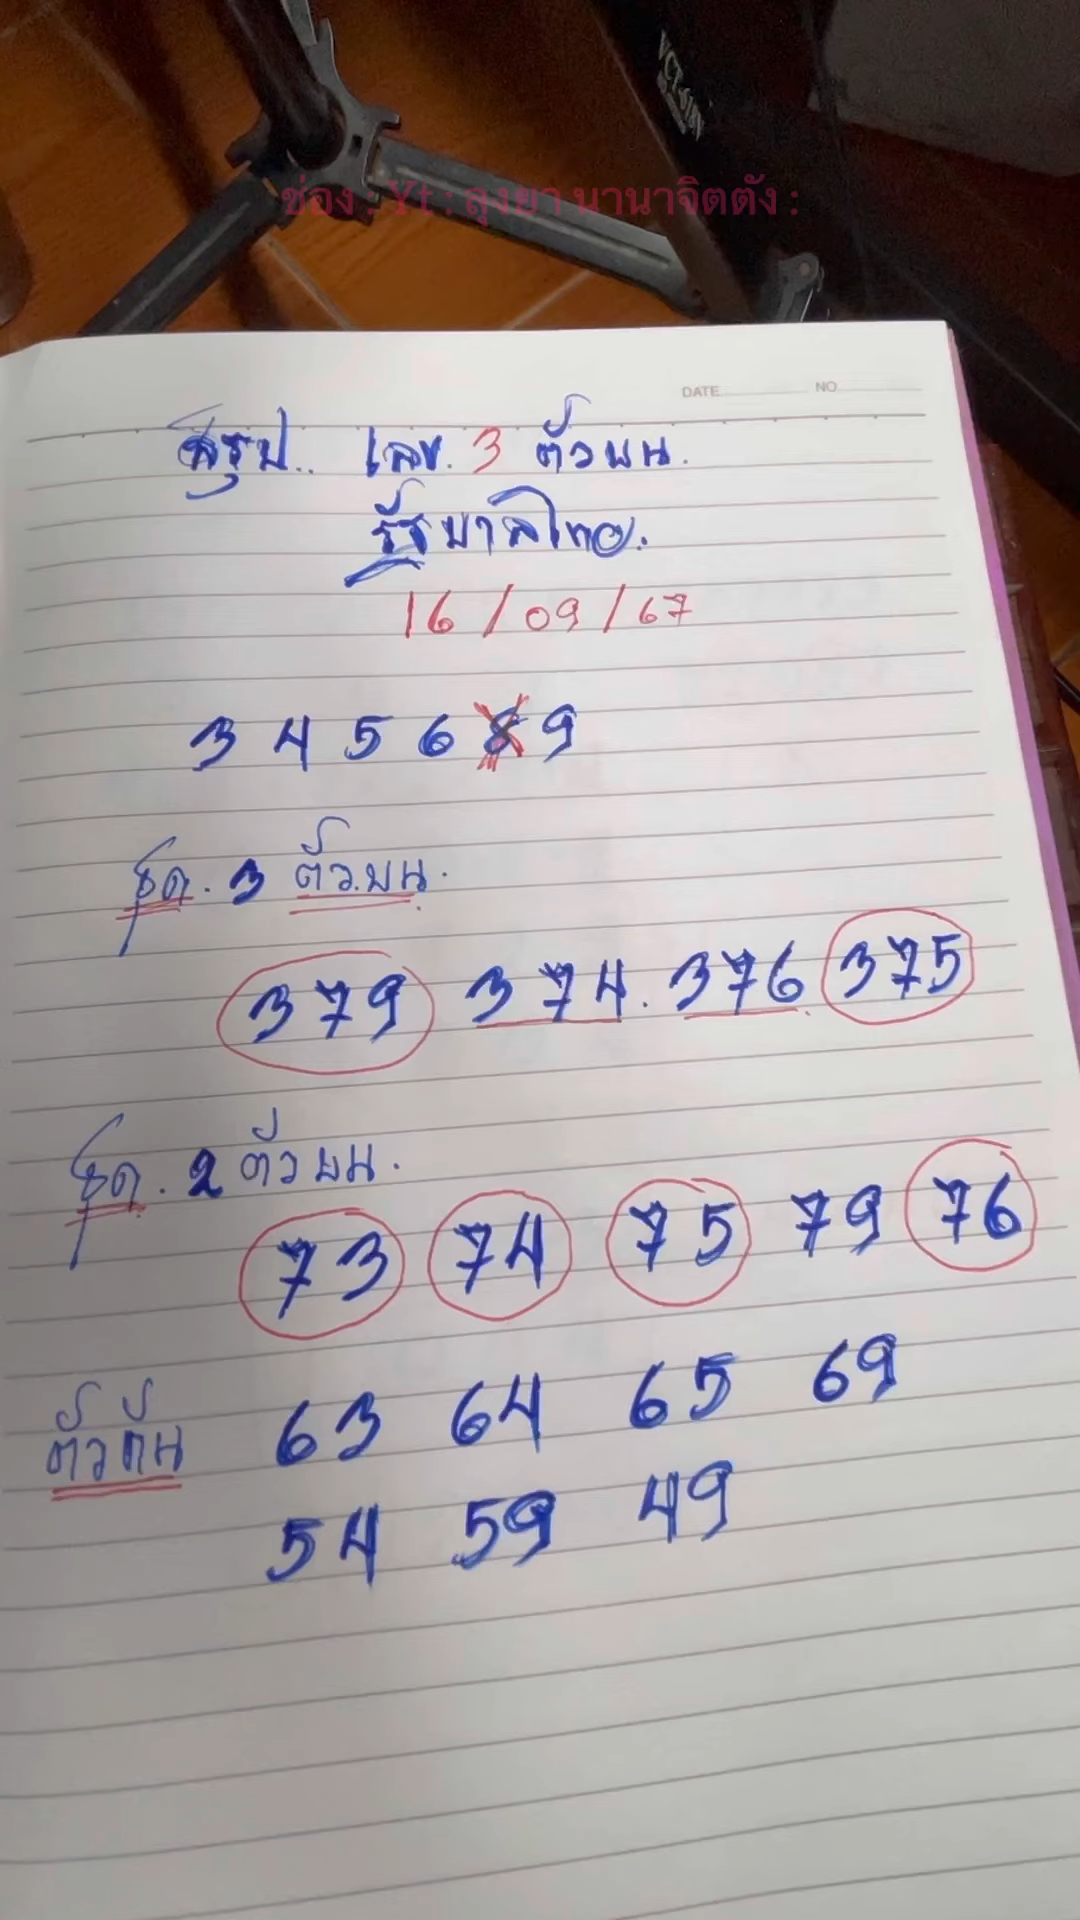 ช่อง : Yt : ลุงยา นานาจิตตัง :
DATE NO
สรุป.. เลข. 3 ตัวบน.
รัฐบาลไทย.
16/09/67
3 4 5 6 8 9
ชุด. 3 ตัวบน.
379 374. 376 375
ชุด. 2 ตัวบน.
73 74 75 79 76
ตัวกัน 63 64 65 69
54 59 49